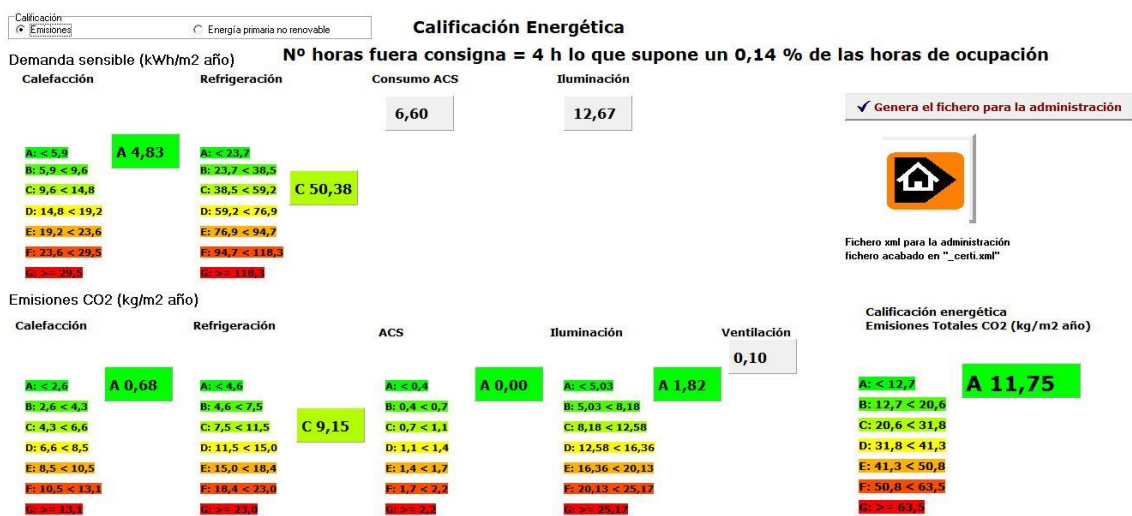 Calificación
Emisiones
Energía primaria no renovable
Calificación Energética
Nº horas fuera consigna = 4 h lo que supone un 0,14 % de las horas de ocupación
Demanda sensible (kWh/m2 año)
Calefacción
Refrigeración
Consumo ACS
Iluminación
6,60
12,67
Genera el fichero para la administración
A: < 5,9
B: 5,9 < 9,6
C: 9,6 < 14,8
D: 14,8 < 19,2
E: 19,2 < 23,6
F: 23,6 < 29,5
G: >= 29,5
A 4,83
A: < 23,7
B: 23,7 < 38,5
C: 38,5 < 59,2
D: 59,2 < 76,9
E: 76,9 < 94,7
F: 94,7 < 118,3
G: >= 118,3
C 50,38
Fichero xml para la administración
fichero acabado en "_certi.xml"
Emisiones CO2 (kg/m2 año)
Calefacción
Refrigeración
ACS
Iluminación
Ventilación
0,10
A: < 2,6
B: 2,6 < 4,3
C: 4,3 < 6,6
D: 6,6 < 8,5
E: 8,5 < 10,5
F: 10,5 < 13,1
G: >= 13,1
A 0,68
A: < 4,6
B: 4,6 < 7,5
C: 7,5 < 11,5
D: 11,5 < 15,0
E: 15,0 < 18,4
F: 18,4 < 23,0
G: >= 23,0
C 9,15
A: < 0,4
B: 0,4 < 0,7
C: 0,7 < 1,1
D: 1,1 < 1,4
E: 1,4 < 1,7
F: 1,7 < 2,2
G: >= 2,2
A 0,00
A: < 5,03
B: 5,03 < 8,18
C: 8,18 < 12,58
D: 12,58 < 16,36
E: 16,36 < 20,13
F: 20,13 < 25,17
G: >= 25,17
A 1,82
Calificación energética
Emisiones Totales CO2 (kg/m2 año)
A: < 12,7
B: 12,7 < 20,6
C: 20,6 < 31,8
D: 31,8 < 41,3
E: 41,3 < 50,8
F: 50,8 < 63,5
G: >= 63,5
A 11,75